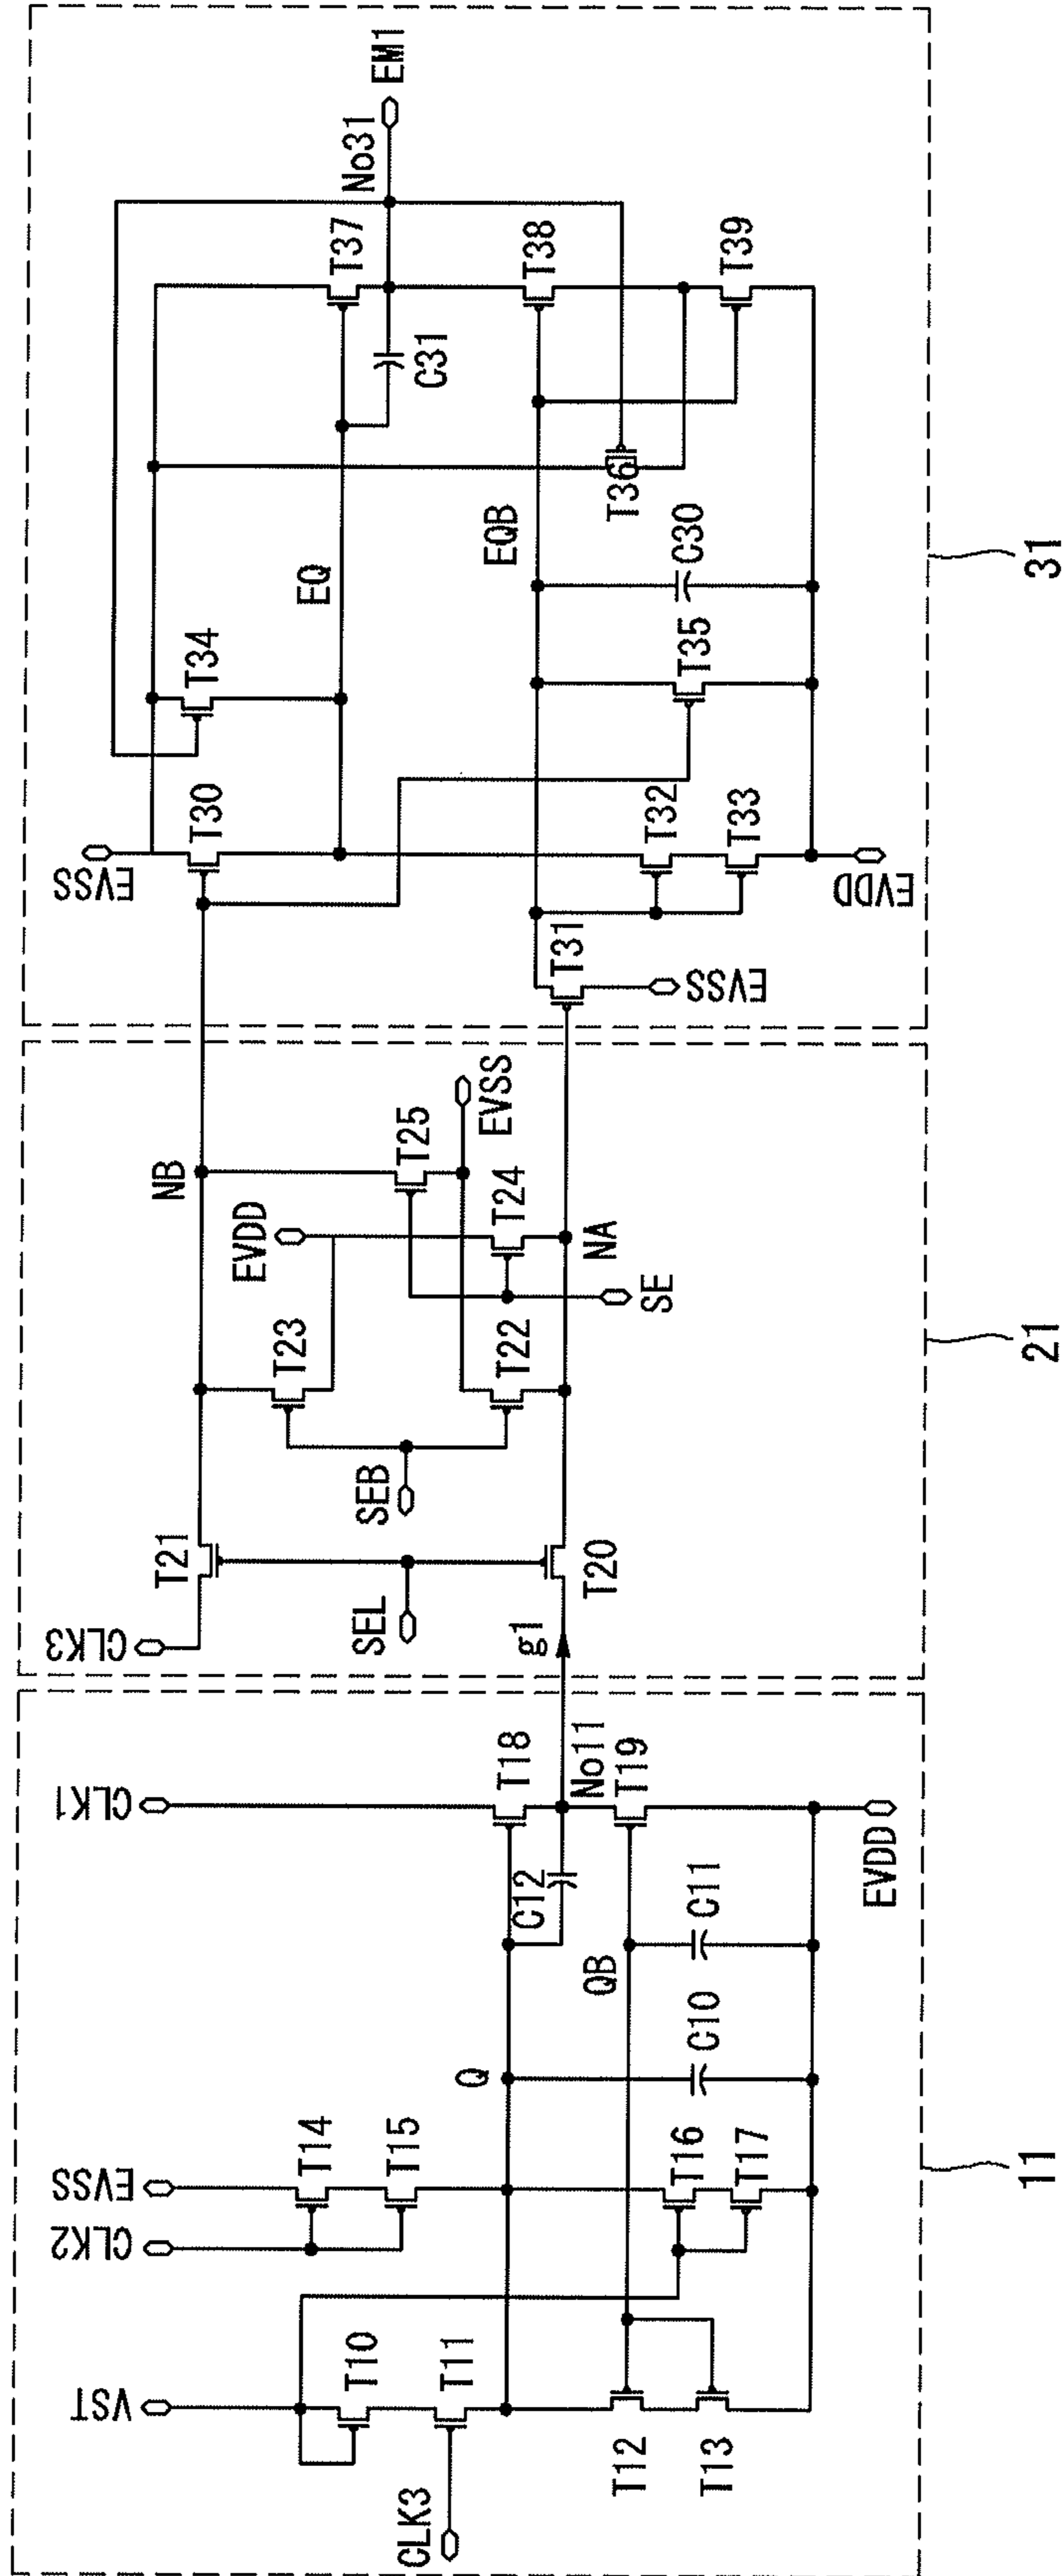 VST
CLK3
T10
T11
T12
T13
CLK2
EVSS
T14
T15
T16
T17
Q
QB
C10
C11
C12
CLK1
T18
No11
T19
EVDD
11
g1
CLK3
T21
SEL
T20
SEB
T23
T22
EVDD
NB
T25
T24
EVSS
NA
SE
21
EVSS
T30
T31
EVSS
T32
T33
EVDD
T34
EQ
T35
EQB
C30
T36
C31
T37
T38
T39
No31
EM1
31